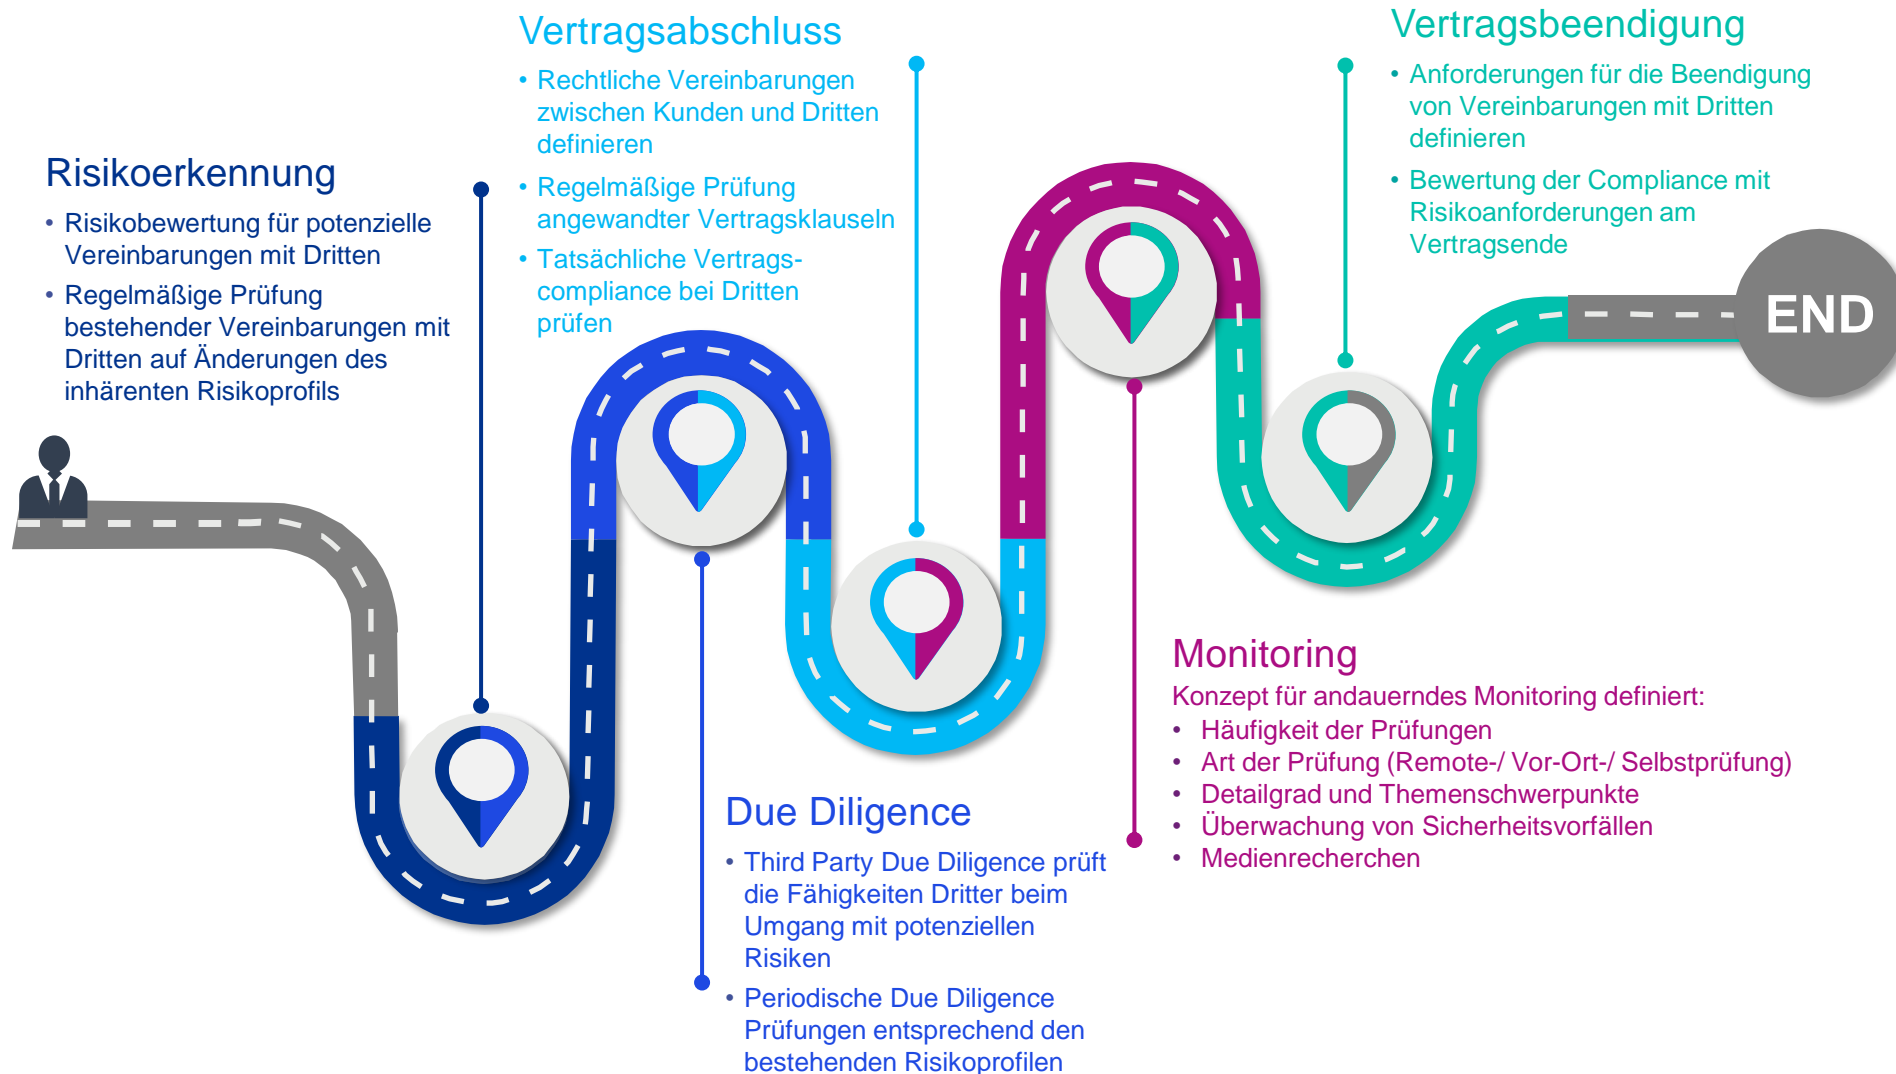 Risikoerkennung
• Risikobewertung für potenzielle
Vereinbarungen mit Dritten
• Regelmäßige Prüfung
bestehender Vereinbarungen mit
Dritten auf Änderungen des
inhärenten Risikoprofils
Due Diligence
• Third Party Due Diligence prüft
die Fähigkeiten Dritter beim
Umgang mit potenziellen
Risiken
• Periodische Due Diligence
Prüfungen entsprechend den
bestehenden Risikoprofilen
Vertragsabschluss
• Rechtliche Vereinbarungen
zwischen Kunden und Dritten
definieren
• Regelmäßige Prüfung
angewandter Vertragsklauseln
• Tatsächliche Vertrags-
compliance bei Dritten
prüfen
Monitoring
Konzept für andauerndes Monitoring definiert:
• Häufigkeit der Prüfungen
• Art der Prüfung (Remote-/ Vor-Ort-/ Selbstprüfung)
• Detailgrad und Themenschwerpunkte
• Überwachung von Sicherheitsvorfällen
• Medienrecherchen
Vertragsbeendigung
• Anforderungen für die Beendigung
von Vereinbarungen mit Dritten
definieren
• Bewertung der Compliance mit
Risikoanforderungen am
Vertragsende
END